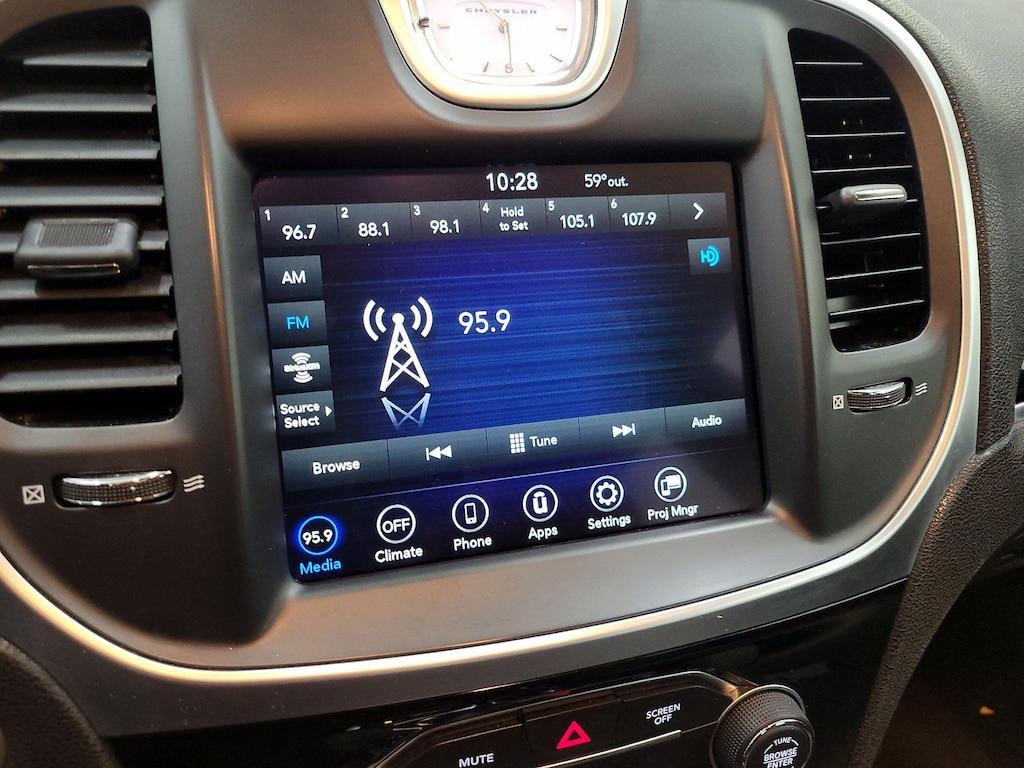 CHRYSLER
10:28 59°out.
1 96.7 2 88.1 3 98.1 4 Hold to Set 5 105.1 6 107.9
HD
AM
FM
95.9
SiriusXM
Source
Select
Browse Tune Audio
95.9 OFF
Media Climate Phone Apps Settings Proj Mngr
MUTE
SCREEN
OFF
TUNE
BROWSE
ENTER